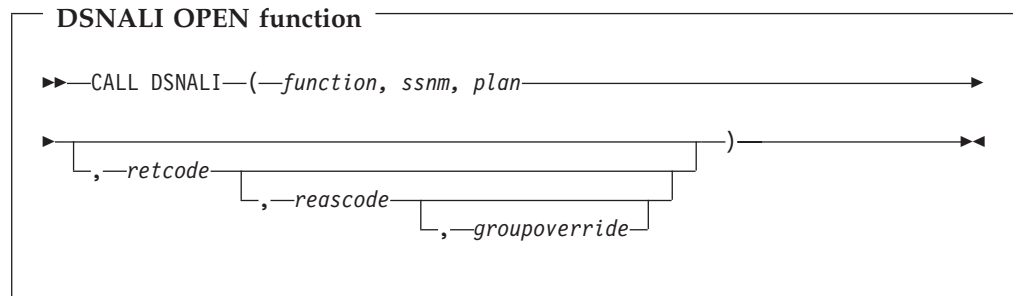 DSNALI OPEN function
CALL DSNALI ( function, ssnm, plan
)
, retcode
, reascode
, groupoverride